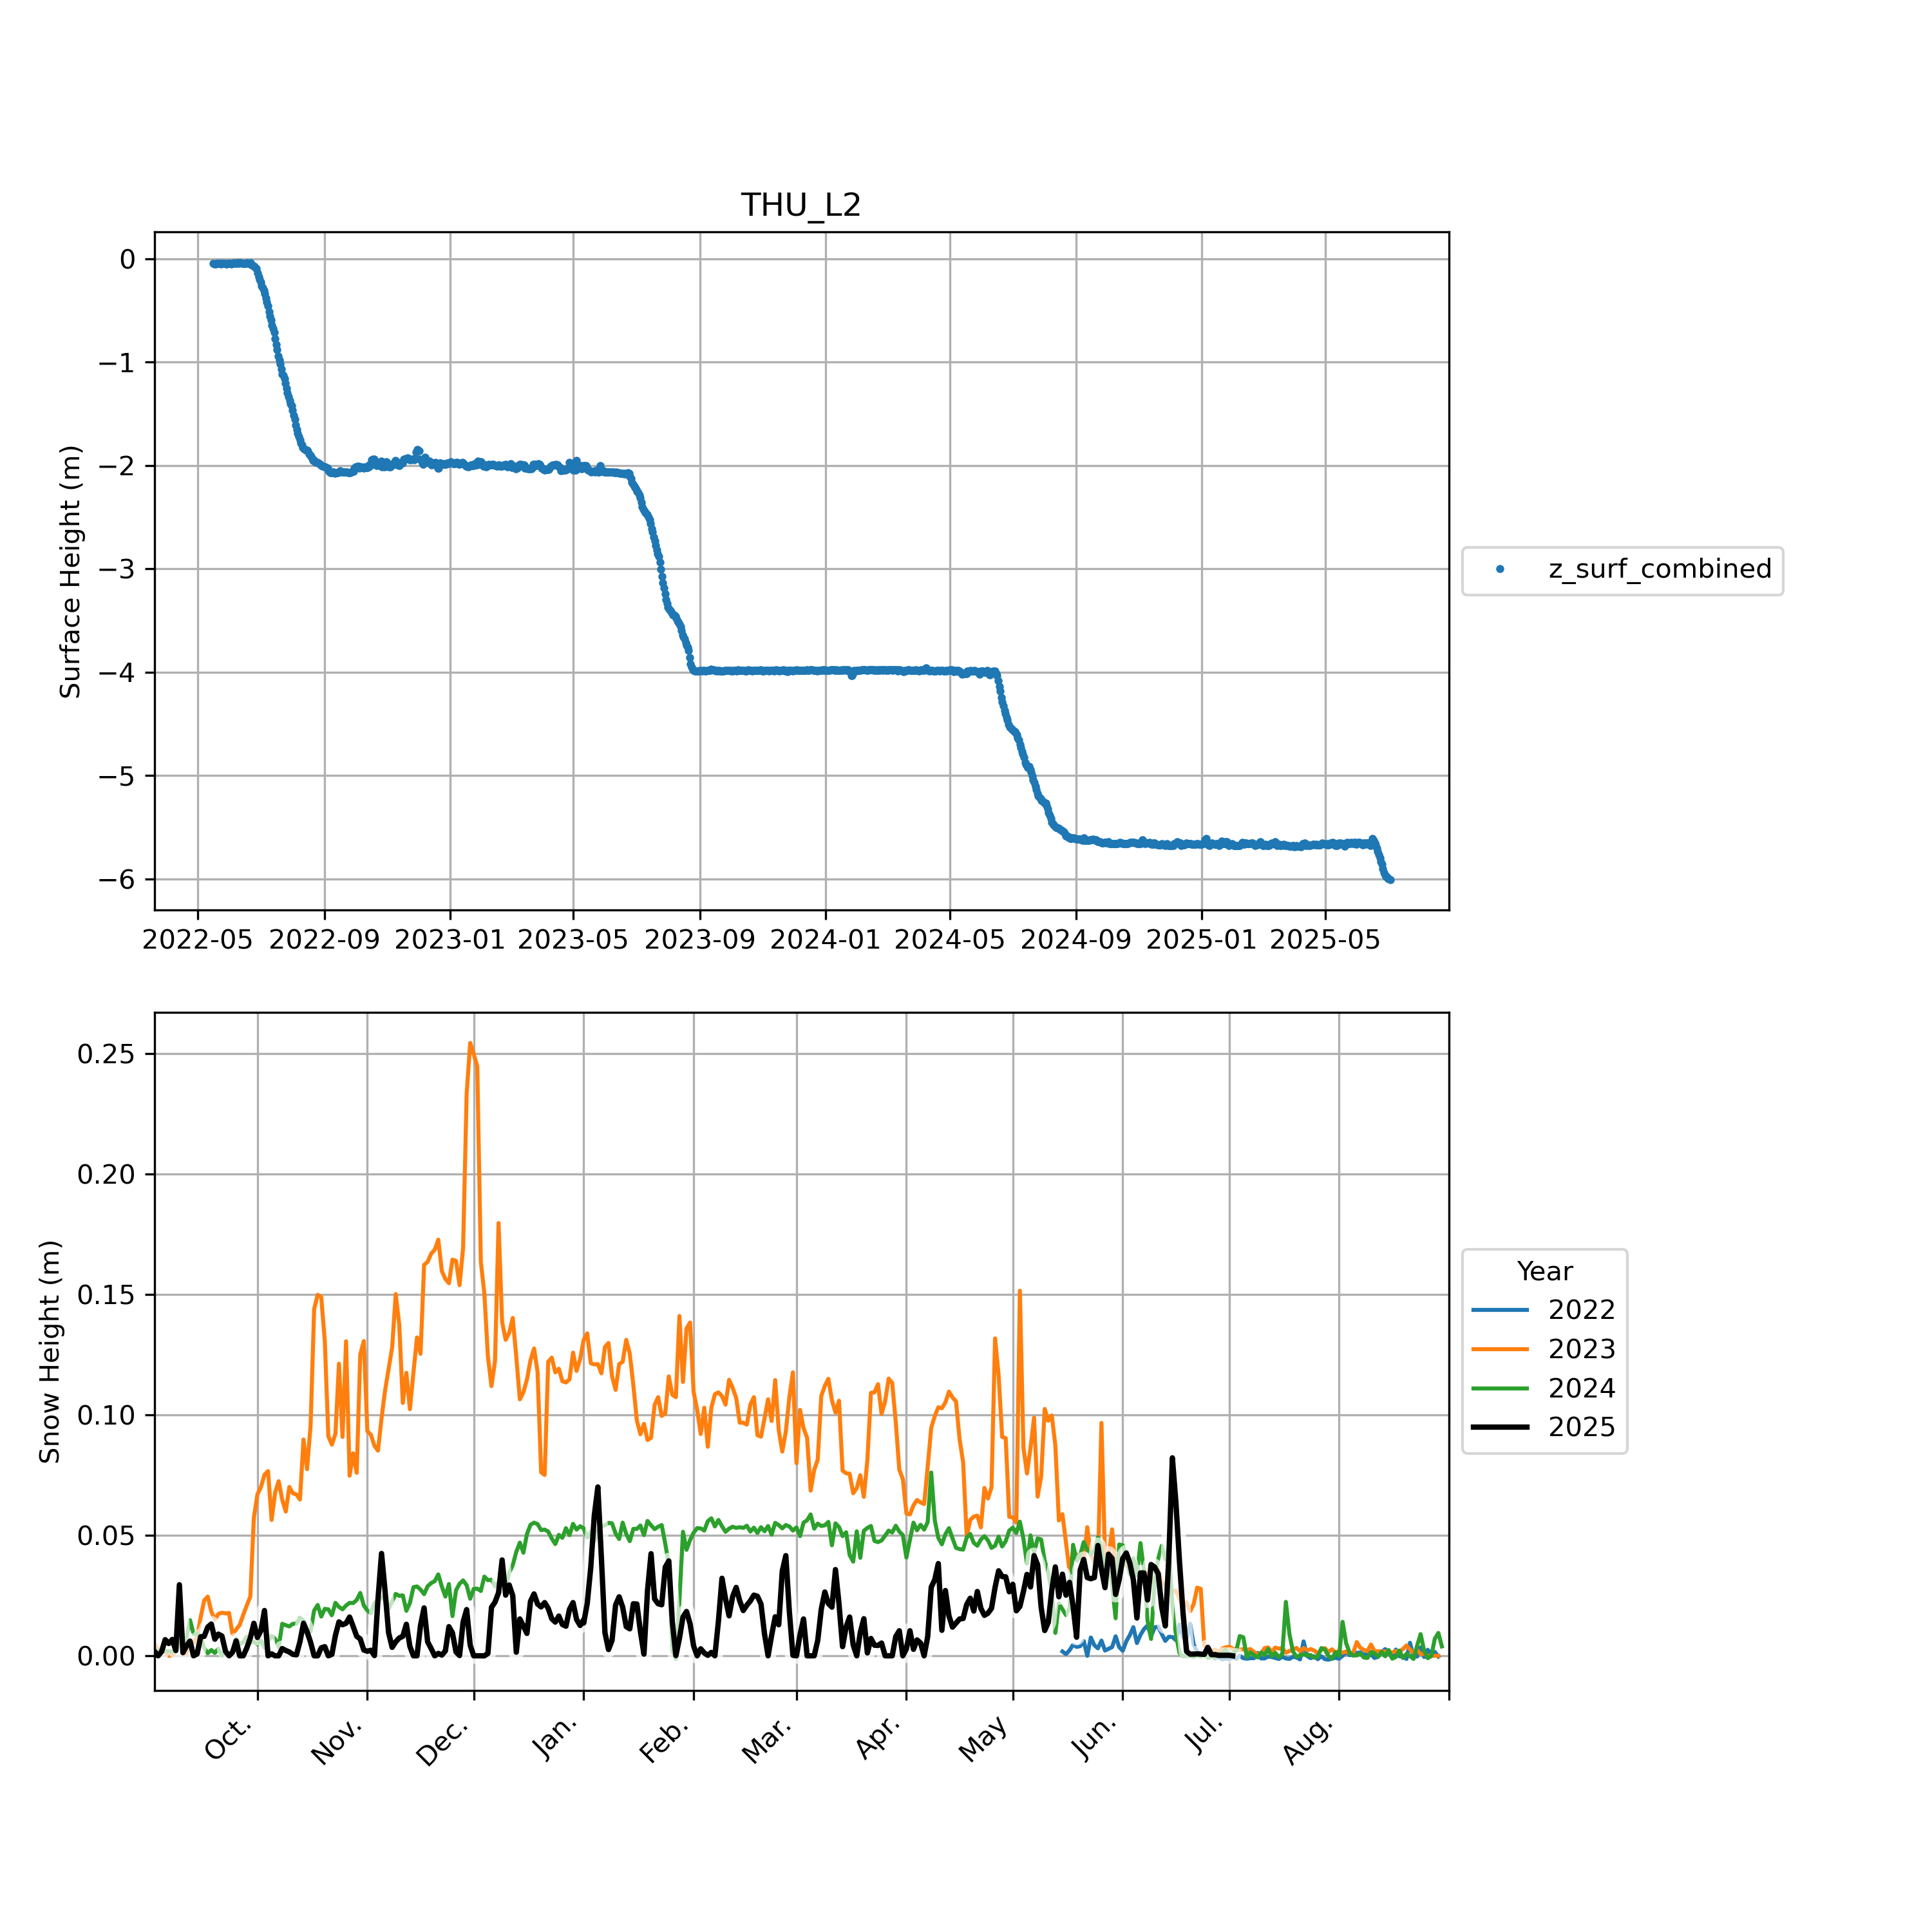 THU_L2
Surface Height (m)
0
−1
−2
−3
−4
−5
−6
2022-05 2022-09 2023-01 2023-05 2023-09 2024-01 2024-05 2024-09 2025-01 2025-05
z_surf_combined
Snow Height (m)
0.25
0.20
0.15
0.10
0.05
0.00
Oct. Nov. Dec. Jan. Feb. Mar. Apr. May Jun. Jul. Aug.
Year
2022
2023
2024
2025